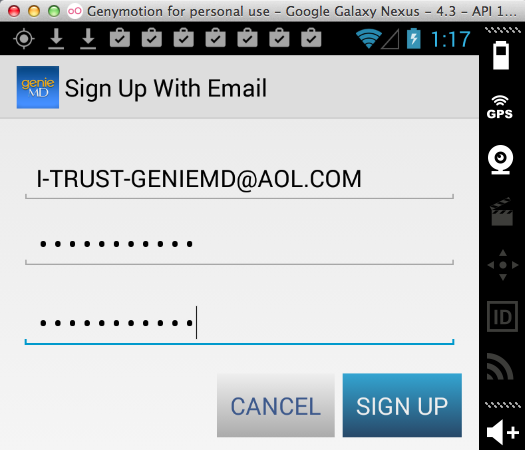 Genymotion for personal use – Google Galaxy Nexus – 4.3 – API 1...
1:17
genie
MD
Sign Up With Email
GPS
I-TRUST-GENIEMD@AOL.COM
•••••••••••
•••••••••••
ID
CANCEL
SIGN UP